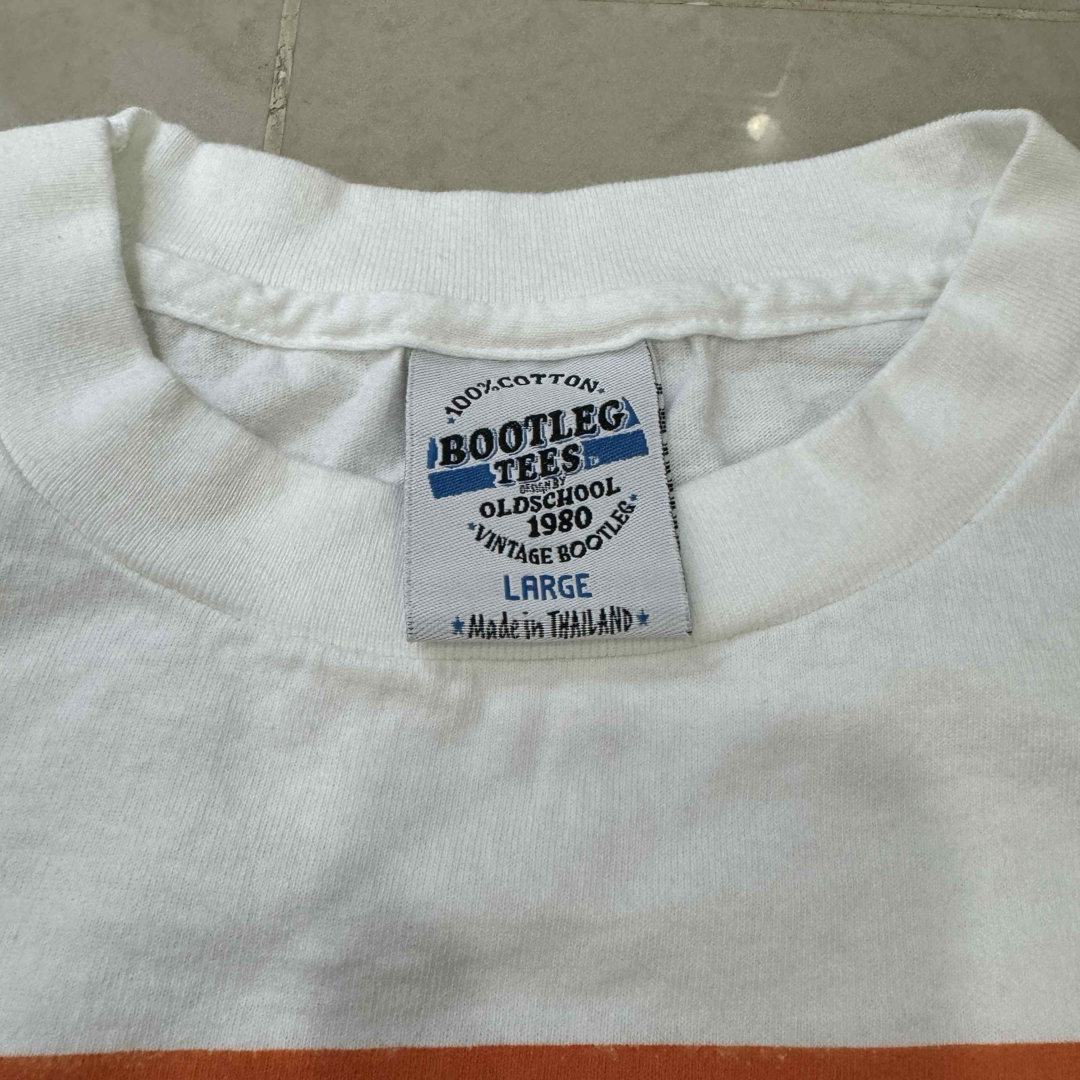 100% COTTON
BOOTLEG
TEES
DESIGN BY
OLDSCHOOL
1980
VINTAGE BOOTLEG
LARGE
Made in THAILAND